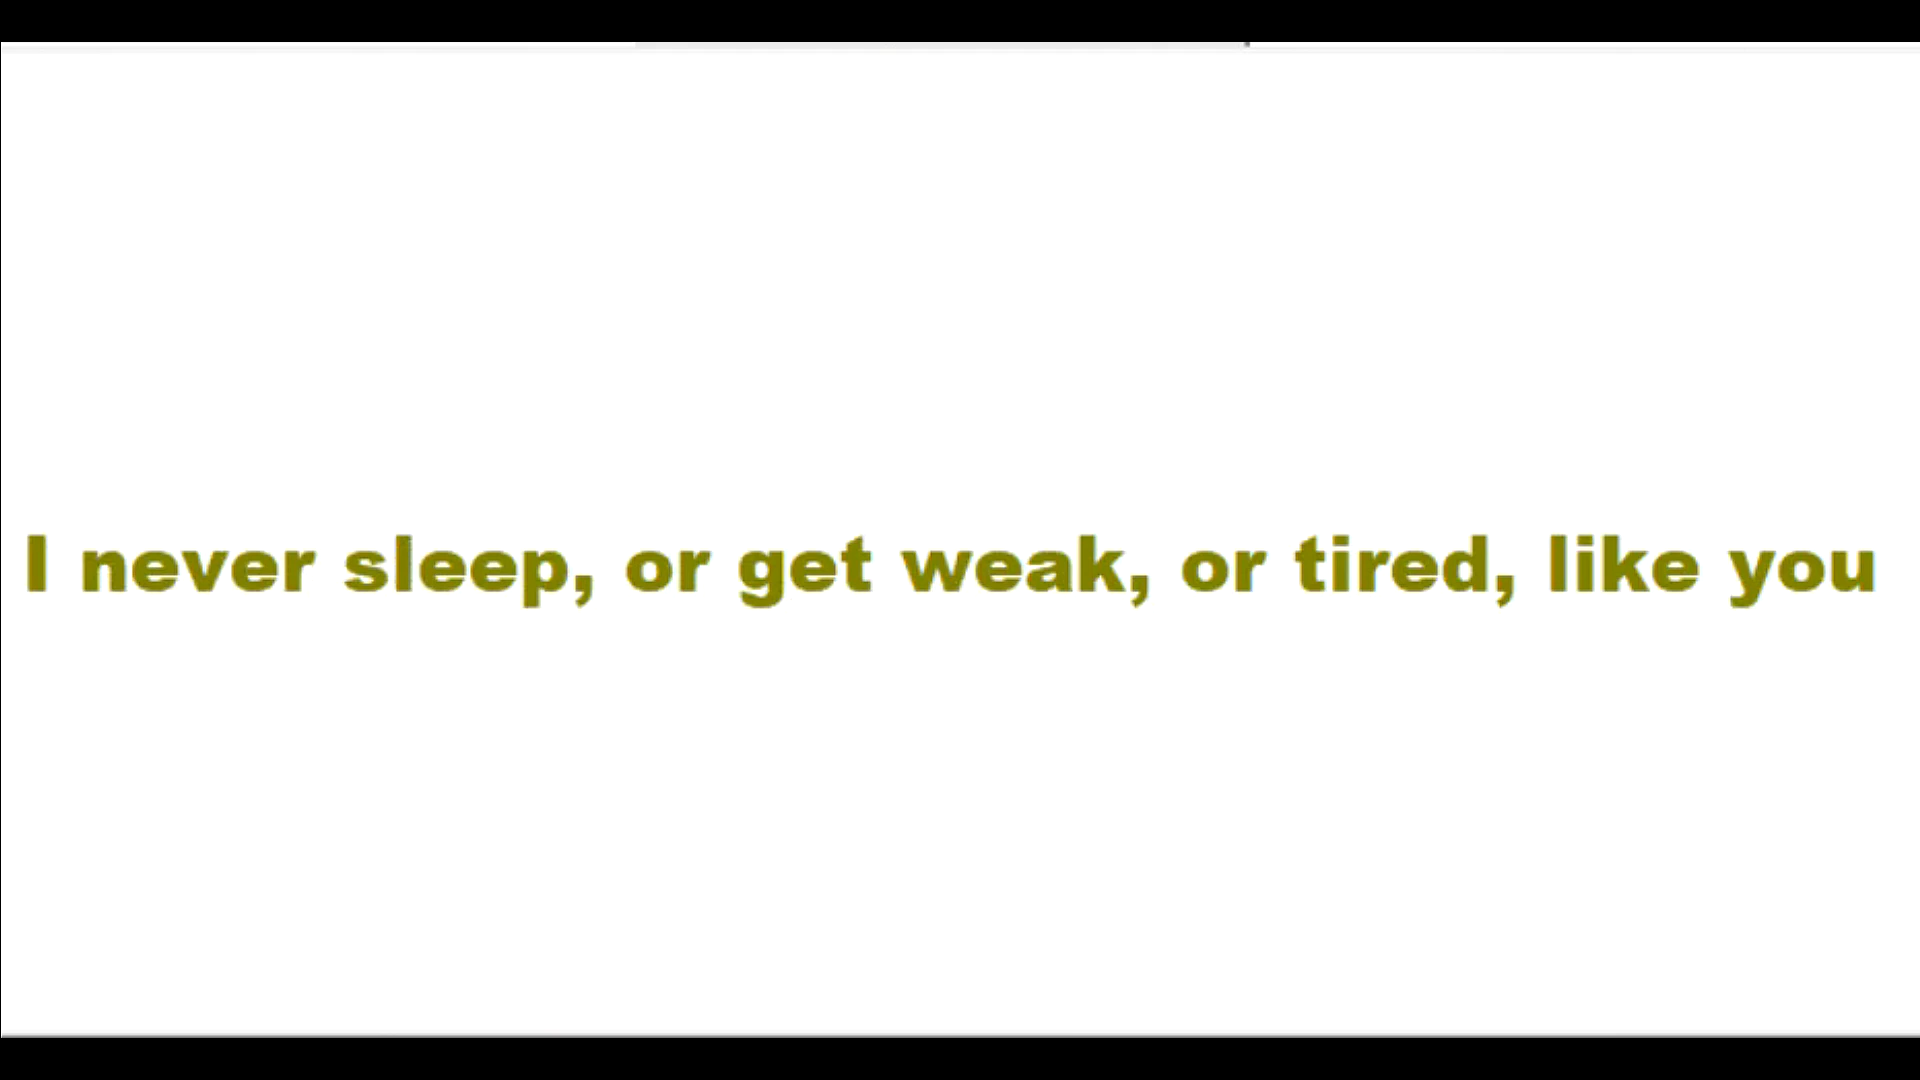 I never sleep, or get weak, or tired, like you